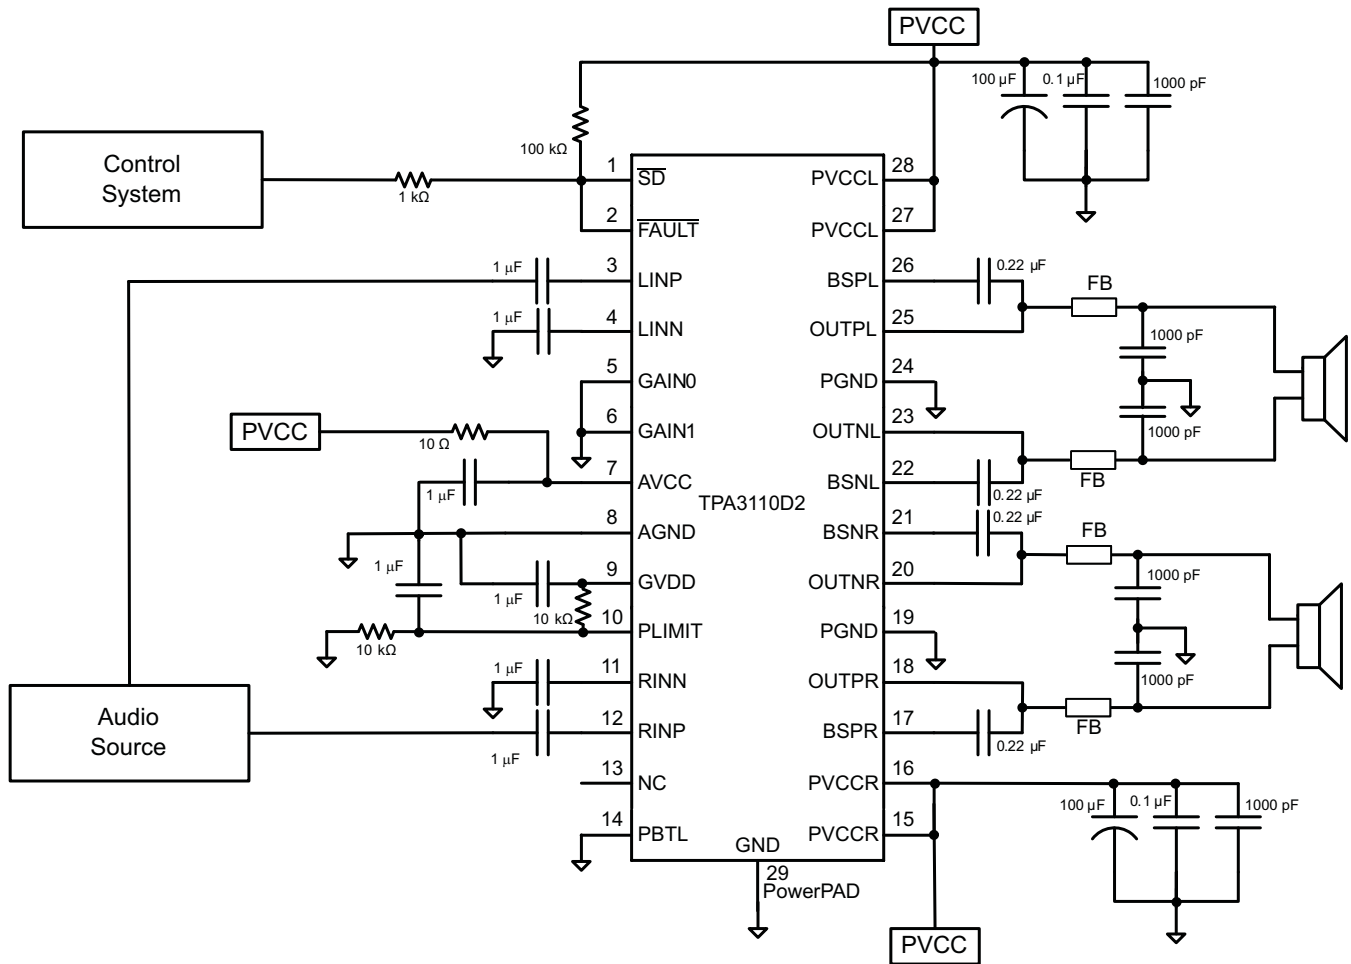 PVCC
100 µF
0.1 µF
1000 pF
Control
System
100 kΩ
1 kΩ
1
SD
PVCCL
28
2
FAULT
PVCCL
27
1 µF
3
LINP
BSPL
26
0.22 µF
FB
1 µF
4
LINN
OUTPL
25
1000 pF
5
GAIN0
PGND
24
PVCC
10 Ω
6
GAIN1
OUTNL
23
1000 pF
FB
1 µF
7
AVCC
BSNL
22
0.22 µF
TPA3110D2
8
AGND
BSNR
21
0.22 µF
FB
1 µF
1 µF
9
GVDD
OUTNR
20
1000 pF
10 kΩ
10 kΩ
10
PLIMIT
PGND
19
1 µF
11
RINN
OUTPR
18
1000 pF
FB
Audio
Source
1 µF
12
RINP
BSPR
17
0.22 µF
13
NC
PVCCR
16
100 µF
0.1 µF
1000 pF
14
PBTL
PVCCR
15
GND
29
PowerPAD
PVCC